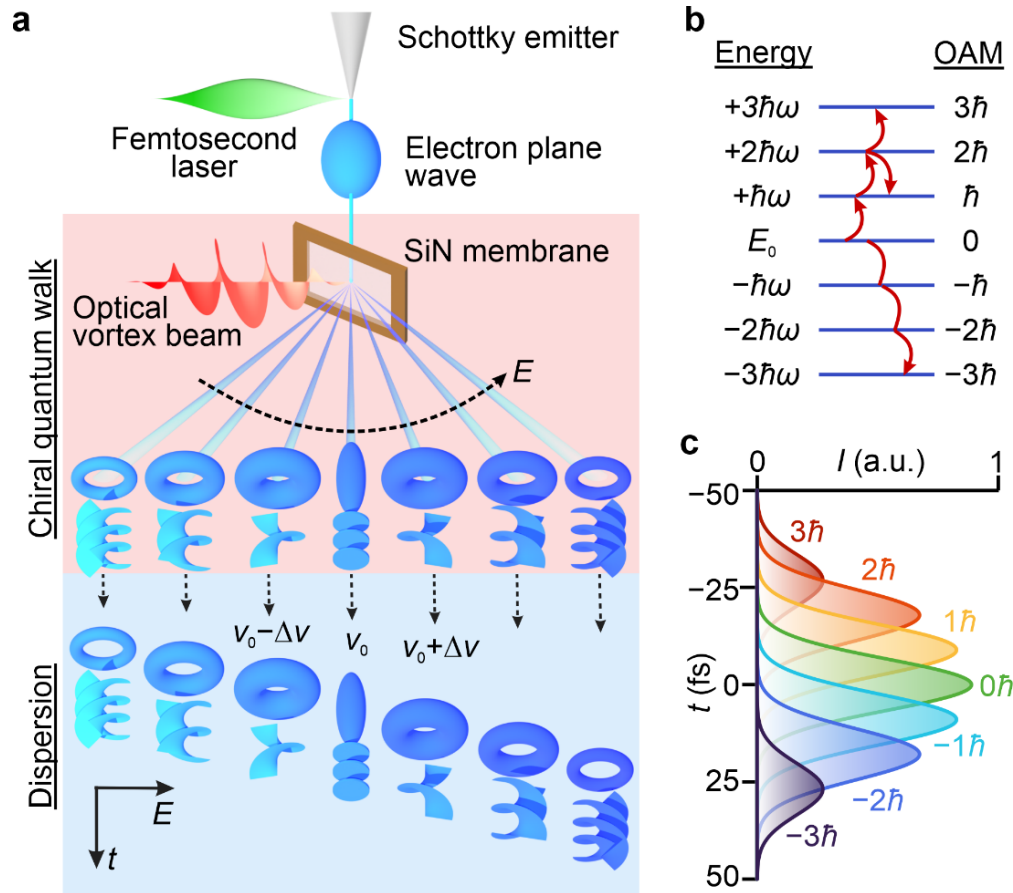 a
Schottky emitter
Femtosecond
laser
Electron plane
wave
SiN membrane
Optical
vortex beam
E
Chiral quantum walk
v₀−Δv
v₀
v₀+Δv
Dispersion
E
t
b
Energy OAM
+3ħω 3ħ
+2ħω 2ħ
+ħω ħ
E₀ 0
−ħω −ħ
−2ħω −2ħ
−3ħω −3ħ
c
0 I (a.u.) 1
−50
−25
0
25
50
t (fs)
3ħ
2ħ
1ħ
0ħ
−1ħ
−2ħ
−3ħ